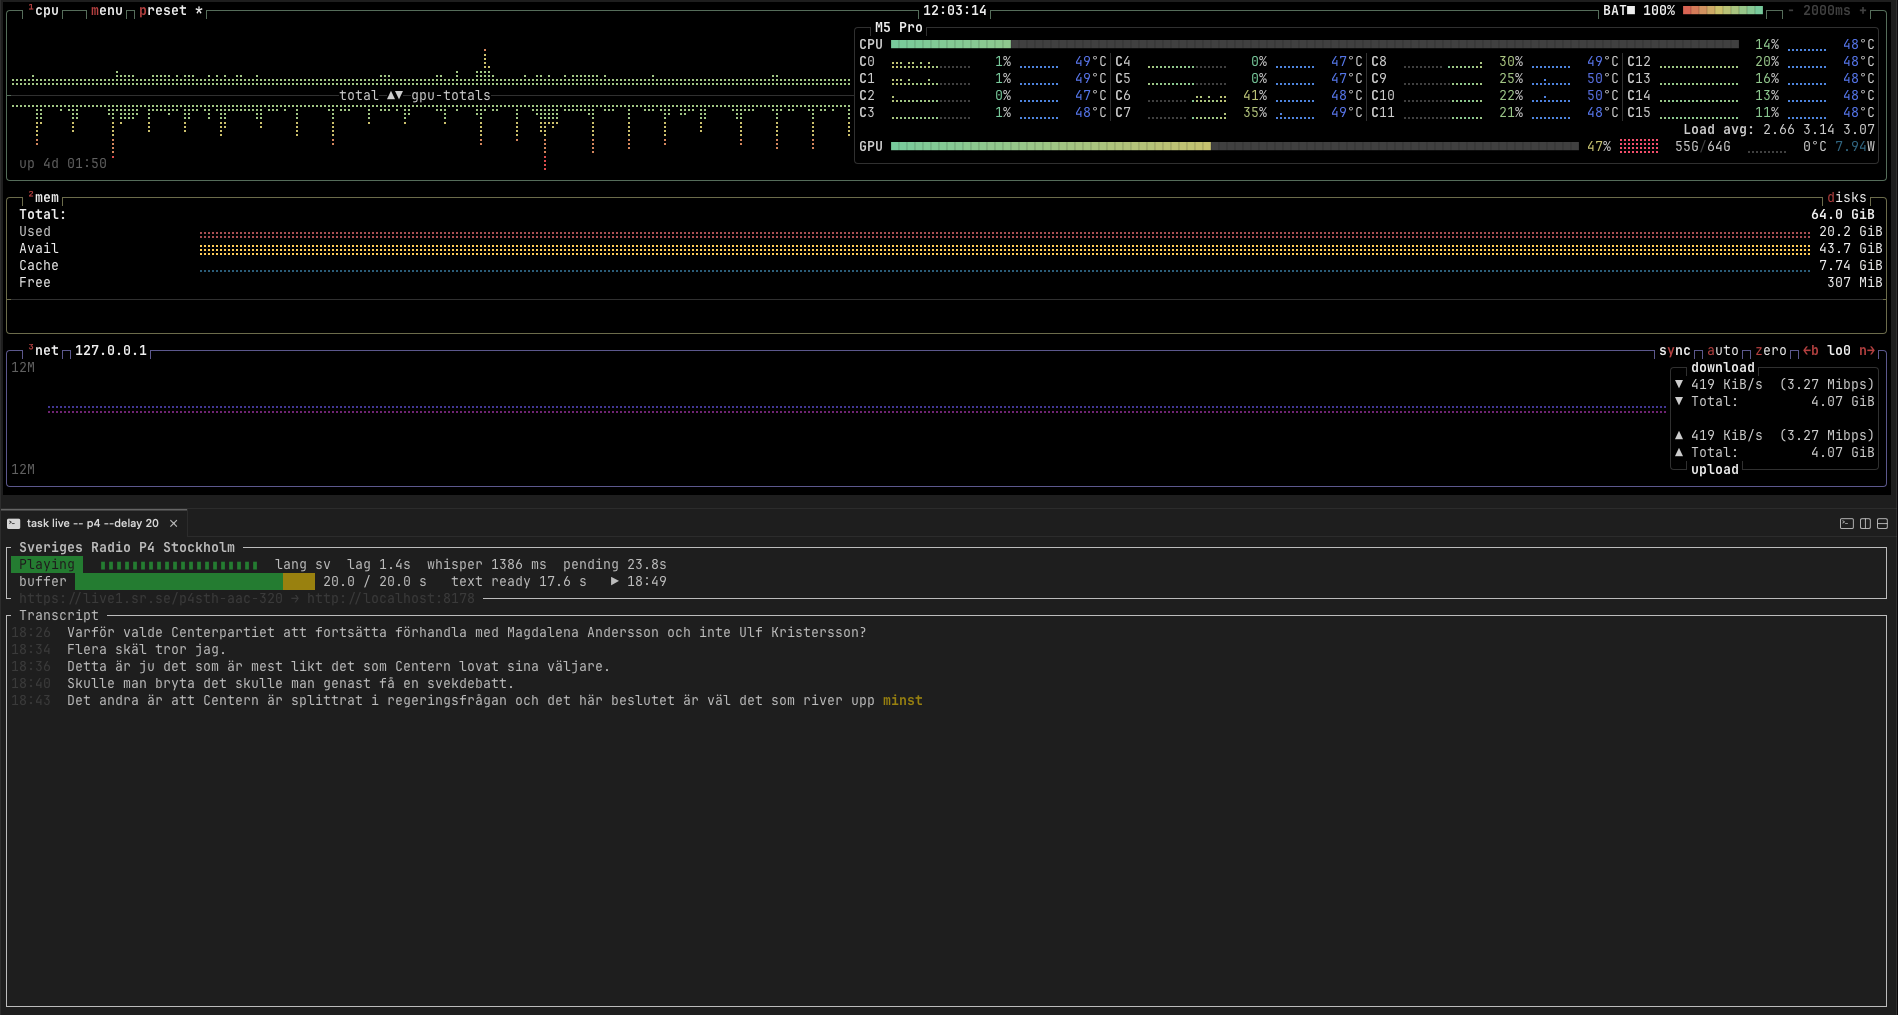 ¹cpu menu preset * 12:03:14 BAT■ 100% - 2000ms +
M5 Pro
CPU 14% 48°C
C0 1% 49°C C4 0% 48°C C8 30% 49°C C12 20% 48°C
C1 1% 49°C C5 0% 47°C C9 25% 50°C C13 16% 48°C
C2 0% 47°C C6 41% 48°C C10 22% 50°C C14 13% 48°C
C3 1% 48°C C7 35% 49°C C11 21% 48°C C15 11% 48°C
total ▲▼ gpu-totals
Load avg: 2.66 3.14 3.07
GPU 47% 55G/64G 0°C 7.94W
up 4d 01:50
²mem disks
Total: 64.0 GiB
Used 20.2 GiB
Avail 43.7 GiB
Cache 7.74 GiB
Free 307 MiB
³net 127.0.0.1 sync auto zero ←b lo0 n→
12M
download
▼ 419 KiB/s (3.27 Mibps)
▼ Total: 4.07 GiB
▲ 419 KiB/s (3.27 Mibps)
▲ Total: 4.07 GiB
12M
upload
task live -- p4 --delay 20 ×
Sveriges Radio P4 Stockholm
Playing lang sv lag 1.4s whisper 1386 ms pending 23.8s
buffer 20.0 / 20.0 s text ready 17.6 s ▶ 18:49
https://live1.sr.se/p4sth-aac-320 → http://localhost:8178
Transcript
18:26 Varför valde Centerpartiet att fortsätta förhandla med Magdalena Andersson och inte Ulf Kristersson?
18:34 Flera skäl tror jag.
18:36 Detta är ju det som är mest likt det som Centern lovat sina väljare.
18:40 Skulle man bryta det skulle man genast få en svekdebatt.
18:43 Det andra är att Centern är splittrat i regeringsfrågan och det här beslutet är väl det som river upp minst